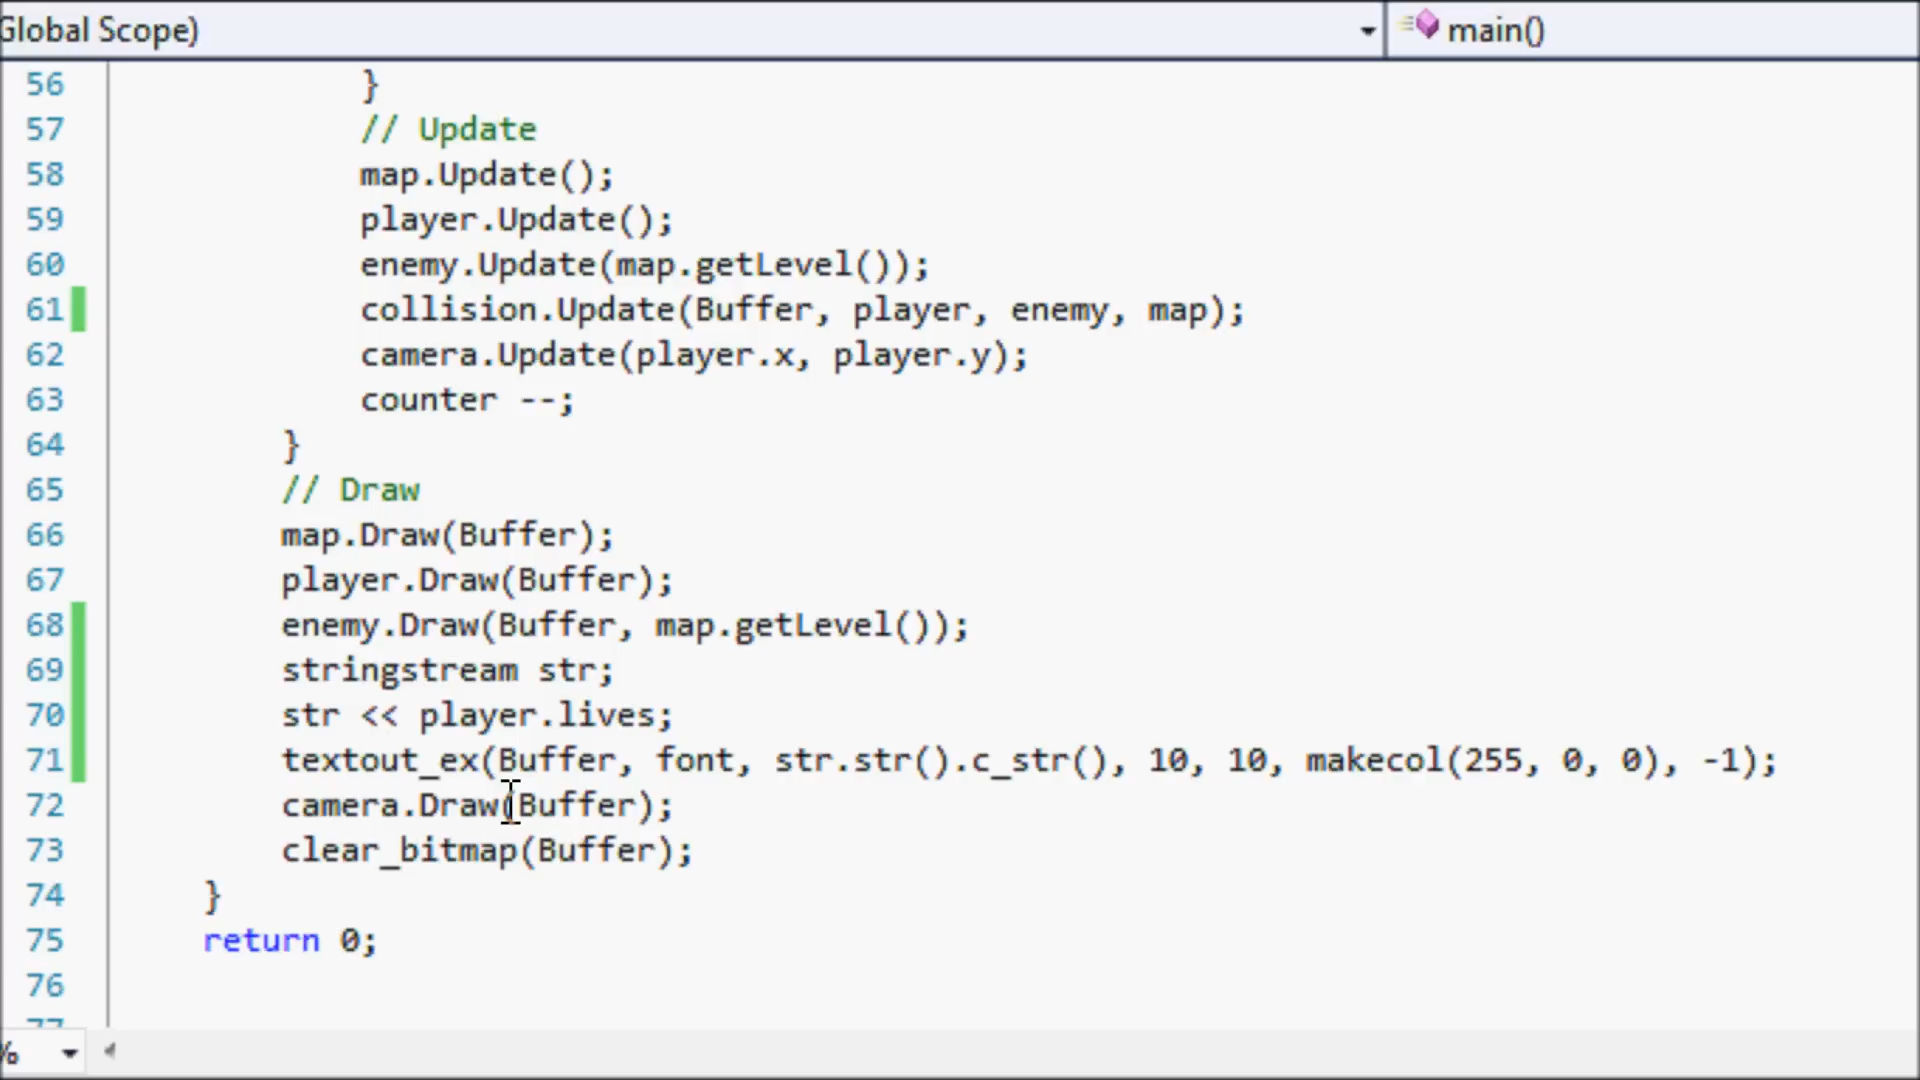 Global Scope)
main()
56 }
57 // Update
58 map.Update();
59 player.Update();
60 enemy.Update(map.getLevel());
61 collision.Update(Buffer, player, enemy, map);
62 camera.Update(player.x, player.y);
63 counter --;
64 }
65 // Draw
66 map.Draw(Buffer);
67 player.Draw(Buffer);
68 enemy.Draw(Buffer, map.getLevel());
69 stringstream str;
70 str << player.lives;
71 textout_ex(Buffer, font, str.str().c_str(), 10, 10, makecol(255, 0, 0), -1);
72 camera.Draw(Buffer);
73 clear_bitmap(Buffer);
74 }
75 return 0;
76
77
%